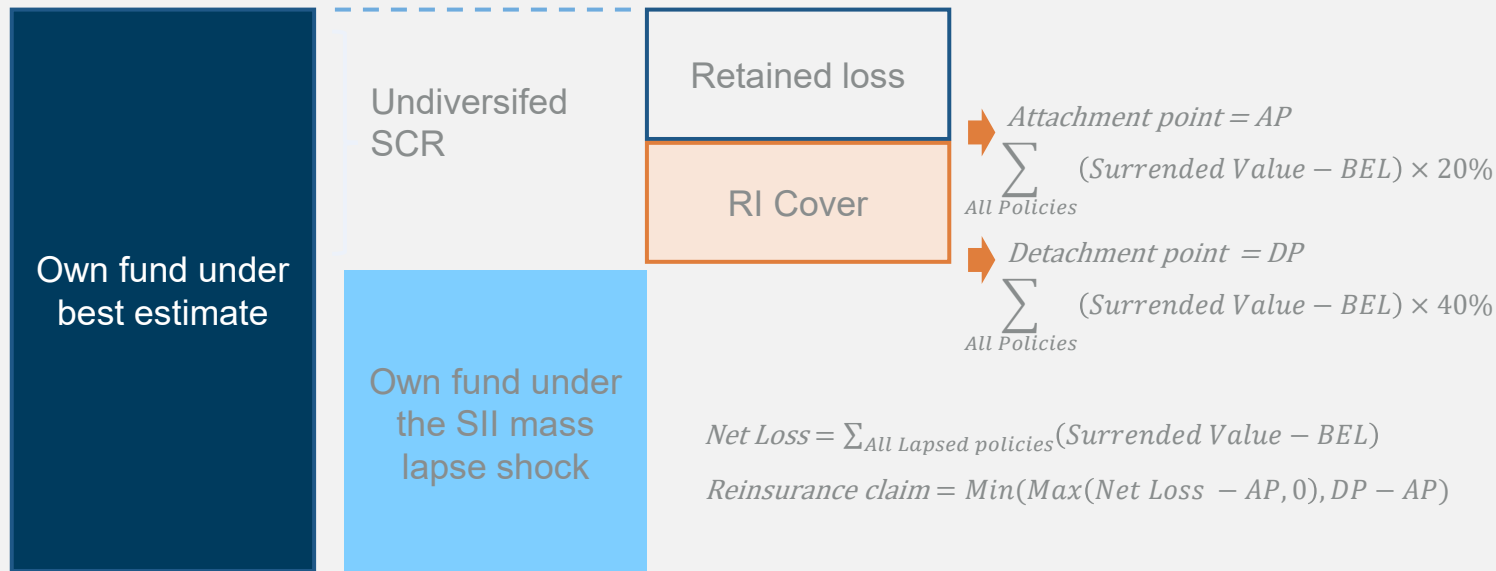 Own fund under
best estimate
Undiversifed
SCR
Own fund under
the SII mass
lapse shock
Retained loss
RI Cover
Attachment point = AP
∑ (Surrended Value − BEL) × 20%
All Policies
Detachment point = DP
∑ (Surrended Value − BEL) × 40%
All Policies
Net Loss = ∑All Lapsed policies(Surrended Value − BEL)
Reinsurance claim = Min(Max(Net Loss − AP, 0), DP − AP)